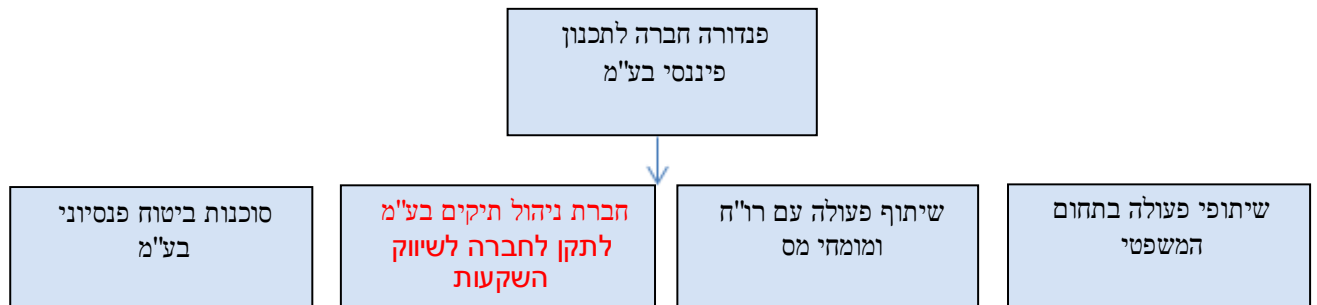 פנדורה חברה לתכנון
פיננסי בע"מ
שיתופי פעולה בתחום
המשפטי
שיתוף פעולה עם רו"ח
ומומחי מס
חברת ניהול תיקים בע"מ
לתקן לחברה לשיווק
השקעות
סוכנות ביטוח פנסיוני
בע"מ